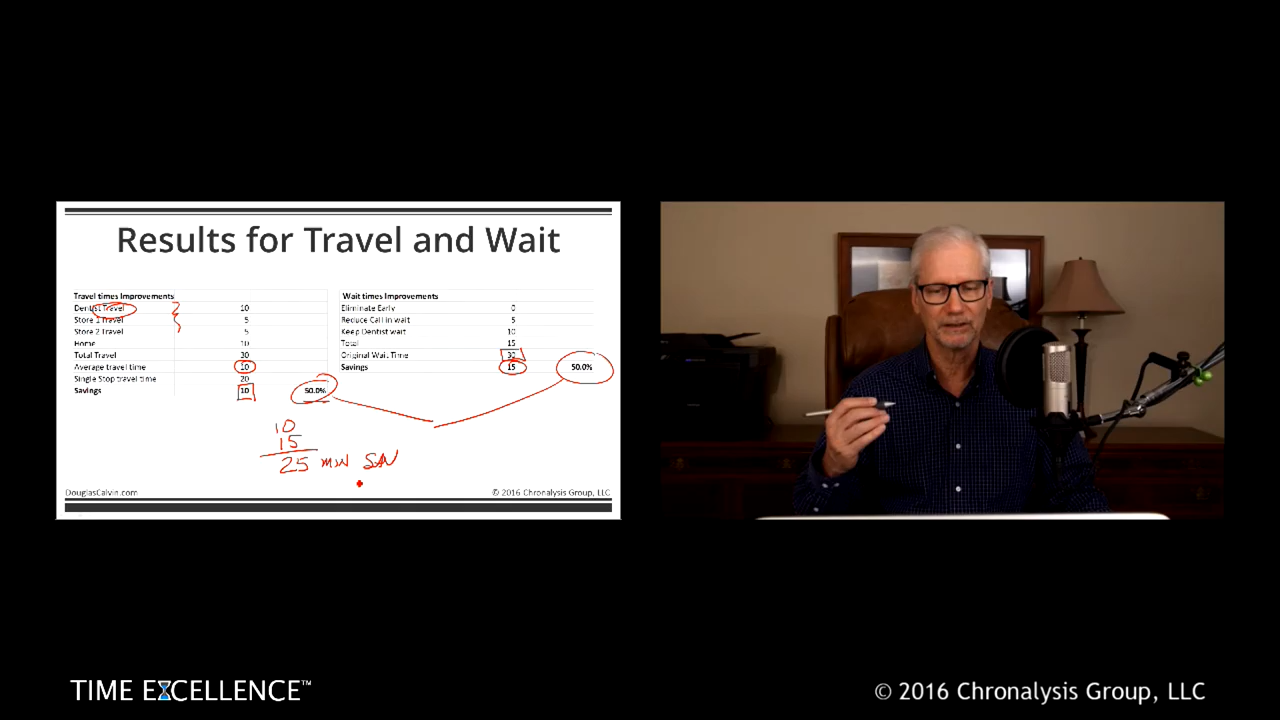 Results for Travel and Wait
Travel times Improvements
Dentist Travel 10
Store 1 Travel 5
Store 2 Travel 5
Home 10
Total Travel 30
Average travel time 10
Single Stop travel time 20
Savings 10 50.0%
Wait times Improvements
Eliminate Early 0
Reduce Call in wait 5
Keep Dentist wait 10
Total 15
Original Wait Time 30
Savings 15 50.0%
10
15
25 MIN SAV
DouglasCalvin.com
© 2016 Chronalysis Group, LLC
TIME EXCELLENCE™
© 2016 Chronalysis Group, LLC